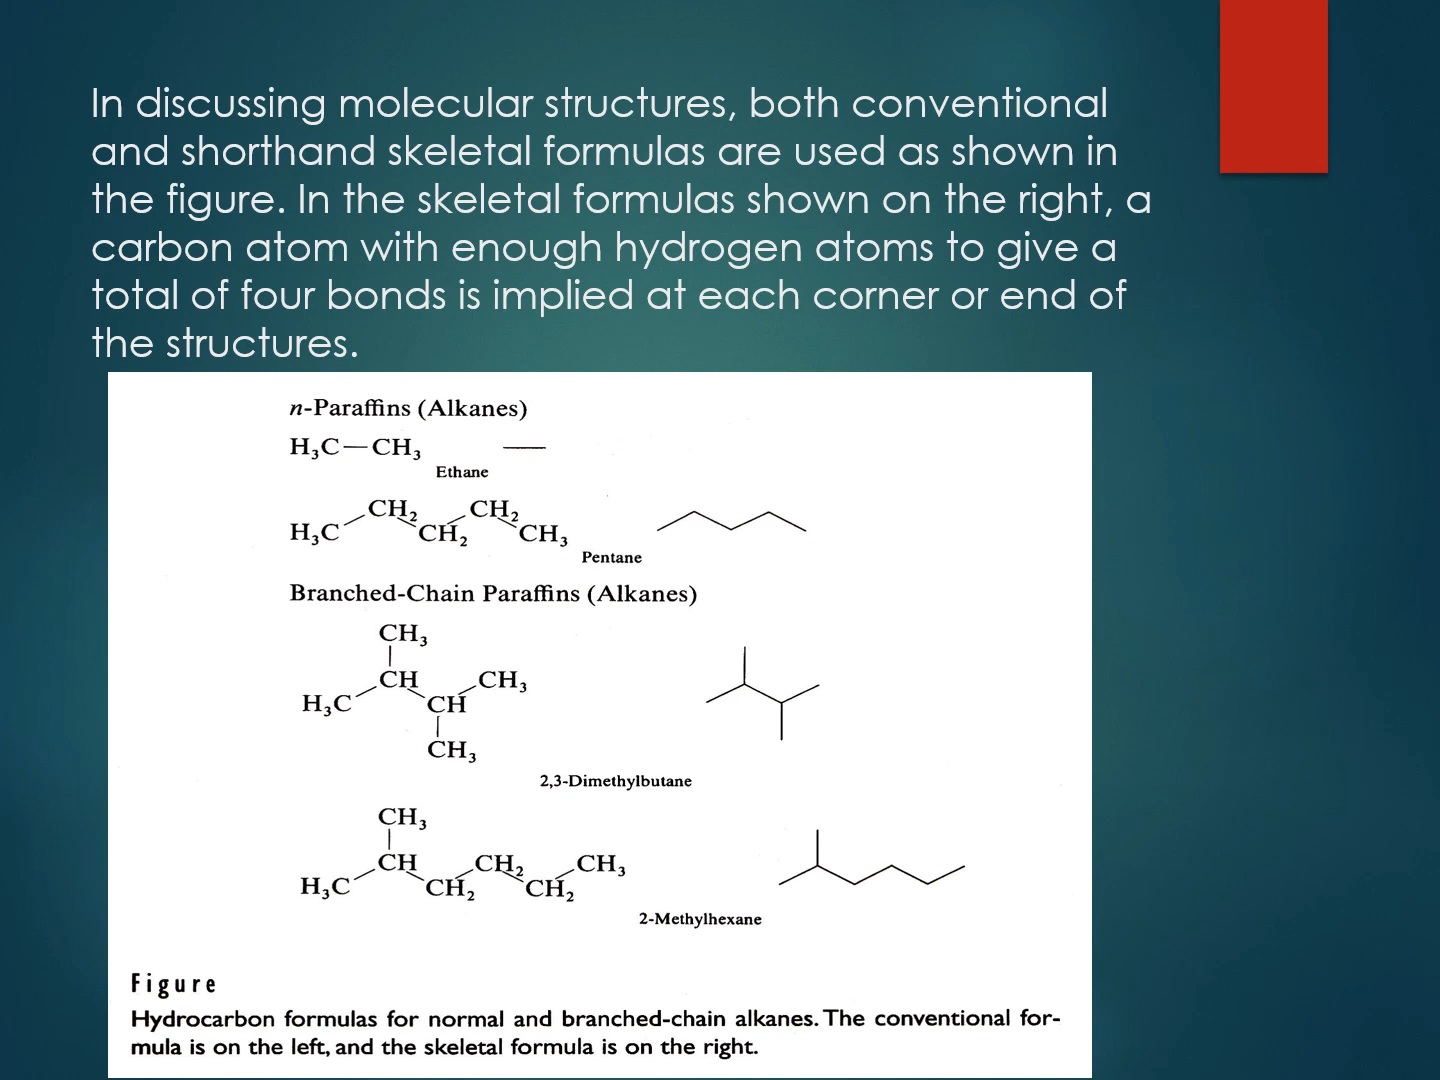 In discussing molecular structures, both conventional
and shorthand skeletal formulas are used as shown in
the figure. In the skeletal formulas shown on the right, a
carbon atom with enough hydrogen atoms to give a
total of four bonds is implied at each corner or end of
the structures.
n-Paraffins (Alkanes)
H₃C—CH₃
Ethane
CH₂ CH₂
H₃C CH₂ CH₃
Pentane
Branched-Chain Paraffins (Alkanes)
CH₃
CH CH₃
H₃C CH
CH₃
2,3-Dimethylbutane
CH₃
CH CH₂ CH₃
H₃C CH₂ CH₂
2-Methylhexane
Figure
Hydrocarbon formulas for normal and branched-chain alkanes. The conventional for-
mula is on the left, and the skeletal formula is on the right.